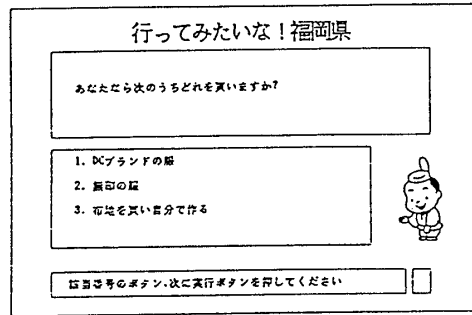 行ってみたいな！福岡県
あなたなら次のうちどれを買いますか?
1. DCブランドの服
2. 無印の服
3. 布地を買い自分で作る
該当番号のボタン、次に実行ボタンを押してください